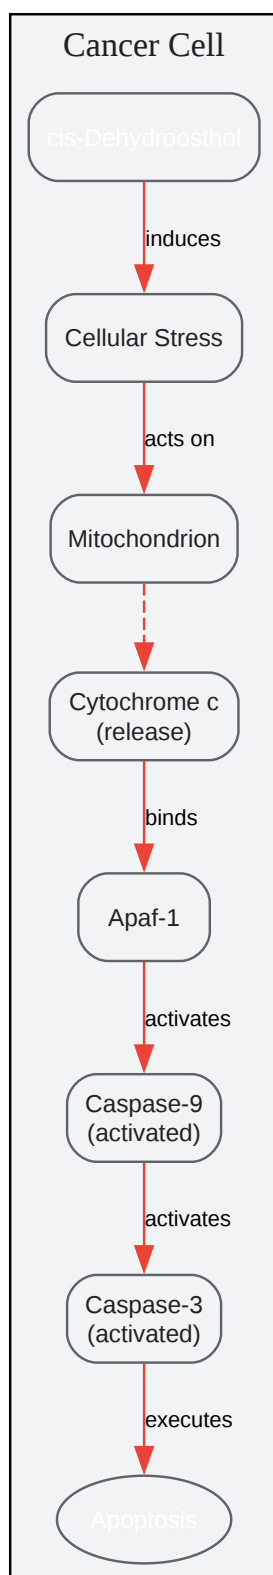 Cancer Cell
cis-Dehydroosthol
induces
Cellular Stress
acts on
Mitochondrion
Cytochrome c
(release)
binds
Apaf-1
activates
Caspase-9
(activated)
activates
Caspase-3
(activated)
executes
Apoptosis